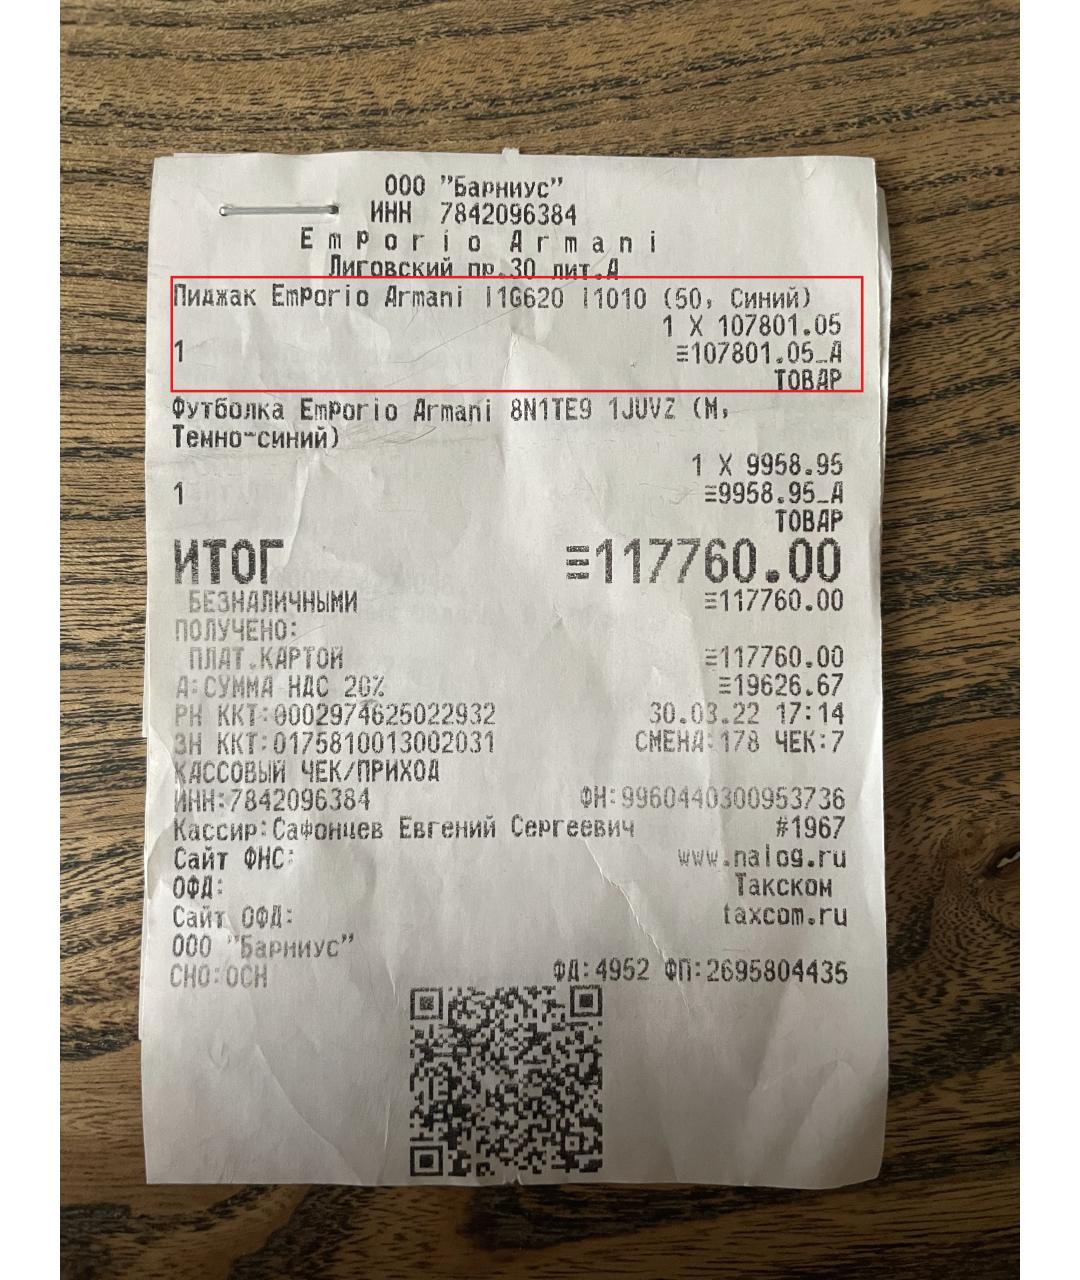 ООО "Барниус"
ИНН 7842096384
Emporio Armani
Лиговский пр.30 лит.А
Пиджак Emporio Armani I1G620 I1010 (50, Синий)
1 X 107801.05
1 ≡107801.05_А
ТОВАР
Футболка Emporio Armani 8N1TE9 1JUVZ (M,
Темно-синий)
1 X 9958.95
1 ≡9958.95_А
ТОВАР
ИТОГ ≡117760.00
БЕЗНАЛИЧНЫМИ ≡117760.00
ПОЛУЧЕНО:
ПЛАТ.КАРТОЙ ≡117760.00
А:СУММА НДС 20% ≡19626.67
РН ККТ:0002974625022932 30.03.22 17:14
ЗН ККТ:0175810013002031 СМЕНА:178 ЧЕК:7
КАССОВЫЙ ЧЕК/ПРИХОД
ИНН:7842096384 ФН:9960440300953736
Кассир:Сафонцев Евгений Сергеевич #1967
Сайт ФНС: www.nalog.ru
ОФД: Такском
Сайт ОФД: taxcom.ru
ООО "Барниус"
СНО:ОСН ФД:4952 ФП:2695804435